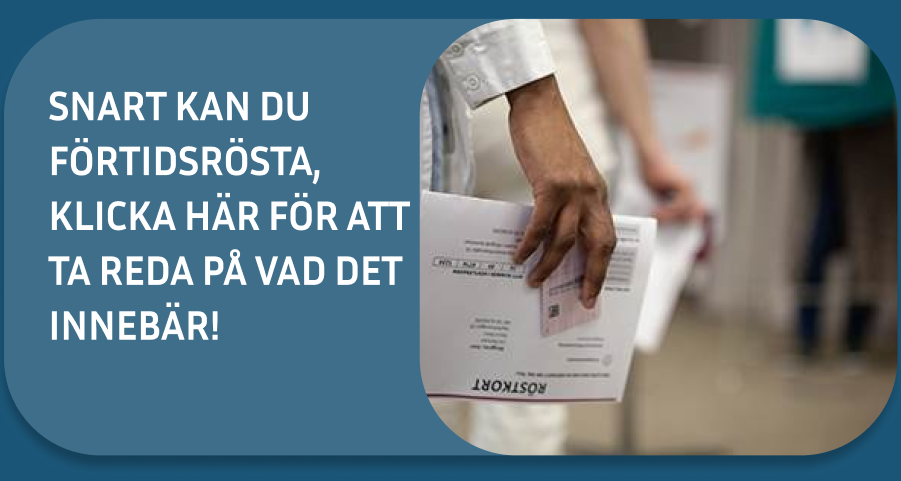 SNART KAN DU
FÖRTIDSRÖSTA,
KLICKA HÄR FÖR ATT
TA REDA PÅ VAD DET
INNEBÄR!
RÖSTKORT